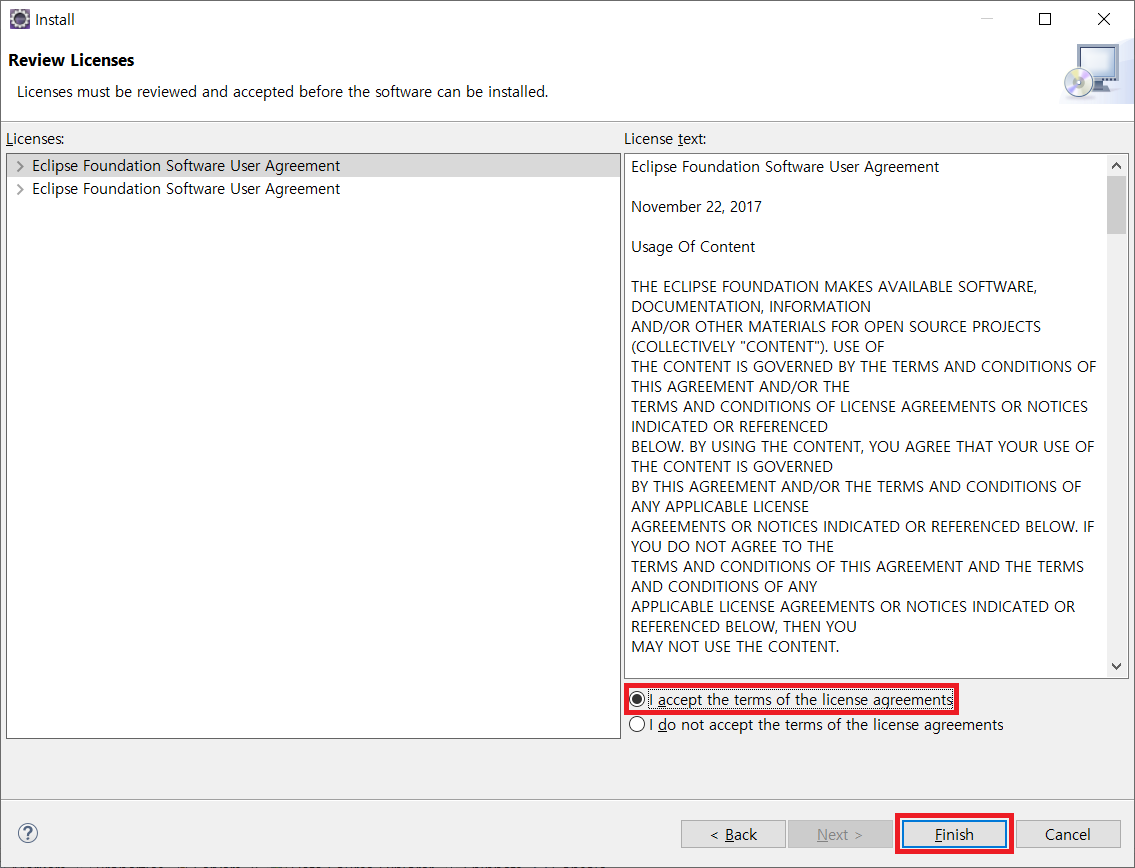 Install
Review Licenses
Licenses must be reviewed and accepted before the software can be installed.
Licenses:
Eclipse Foundation Software User Agreement
Eclipse Foundation Software User Agreement
License text:
Eclipse Foundation Software User Agreement
November 22, 2017
Usage Of Content
THE ECLIPSE FOUNDATION MAKES AVAILABLE SOFTWARE,
DOCUMENTATION, INFORMATION
AND/OR OTHER MATERIALS FOR OPEN SOURCE PROJECTS
(COLLECTIVELY "CONTENT"). USE OF
THE CONTENT IS GOVERNED BY THE TERMS AND CONDITIONS OF
THIS AGREEMENT AND/OR THE
TERMS AND CONDITIONS OF LICENSE AGREEMENTS OR NOTICES
INDICATED OR REFERENCED
BELOW. BY USING THE CONTENT, YOU AGREE THAT YOUR USE OF
THE CONTENT IS GOVERNED
BY THIS AGREEMENT AND/OR THE TERMS AND CONDITIONS OF
ANY APPLICABLE LICENSE
AGREEMENTS OR NOTICES INDICATED OR REFERENCED BELOW. IF
YOU DO NOT AGREE TO THE
TERMS AND CONDITIONS OF THIS AGREEMENT AND THE TERMS
AND CONDITIONS OF ANY
APPLICABLE LICENSE AGREEMENTS OR NOTICES INDICATED OR
REFERENCED BELOW, THEN YOU
MAY NOT USE THE CONTENT.
I accept the terms of the license agreements
I do not accept the terms of the license agreements
?
< Back
Next >
Finish
Cancel